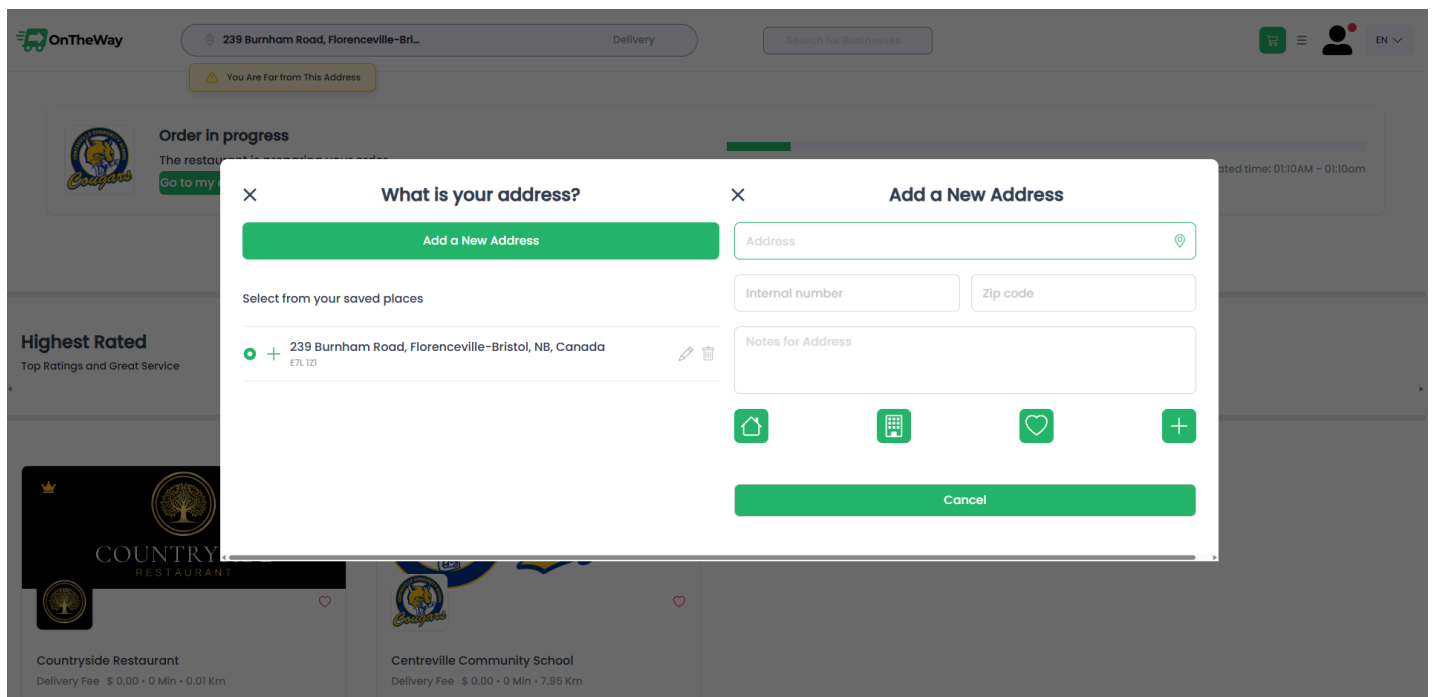 OnTheWay
239 Burnham Road, Florenceville-Bri...
Delivery
Search for Businesses
EN
You Are Far from This Address
Order in progress
The restaurant is preparing your order
Go to my
ated time: 01:10AM - 01:10am
What is your address?
Add a New Address
Select from your saved places
239 Burnham Road, Florenceville-Bristol, NB, Canada
E7L 1Z1
Add a New Address
Address
Internal number
Zip code
Notes for Address
Cancel
Highest Rated
Top Ratings and Great Service
COUNTRY
RESTAURANT
Cougars
Countryside Restaurant
Delivery Fee $ 0.00 • 0 Min • 0.01 Km
Cougars
Centreville Community School
Delivery Fee $ 0.00 • 0 Min • 7.95 Km